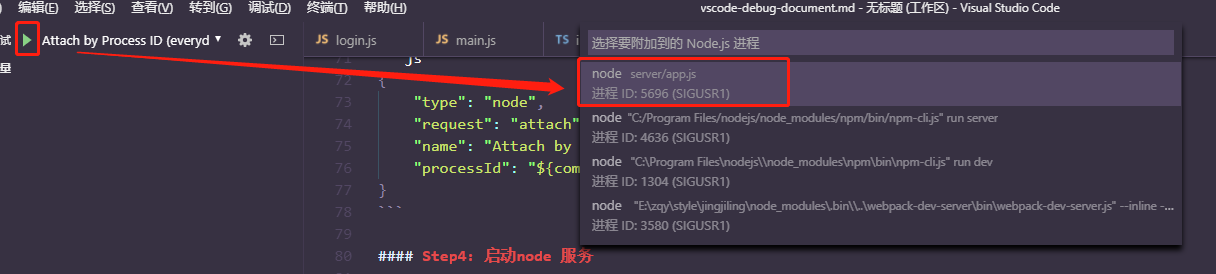 编辑(E) 选择(S) 查看(V) 转到(G) 调试(D) 终端(T) 帮助(H) vscode-debug-document.md - 无标题 (工作区) - Visual Studio Code
试 Attach by Process ID (everyd JS login.js JS main.js TS i
量
71 js
72 {
73 "type": "node",
74 "request": "attach"
75 "name": "Attach by
76 "processId": "${com
77 }
78 ```
79
80 #### Step4: 启动node 服务
选择要附加到的 Node.js 进程
node server/app.js
进程 ID: 5696 (SIGUSR1)
node "C:/Program Files/nodejs/node_modules/npm/bin/npm-cli.js" run server
进程 ID: 4636 (SIGUSR1)
node "C:\Program Files\nodejs\\node_modules\npm\bin\npm-cli.js" run dev
进程 ID: 1304 (SIGUSR1)
node "E:\zqy\style\jingjiling\node_modules\.bin\\..\webpack-dev-server\bin\webpack-dev-server.js" --inline -...
进程 ID: 3580 (SIGUSR1)